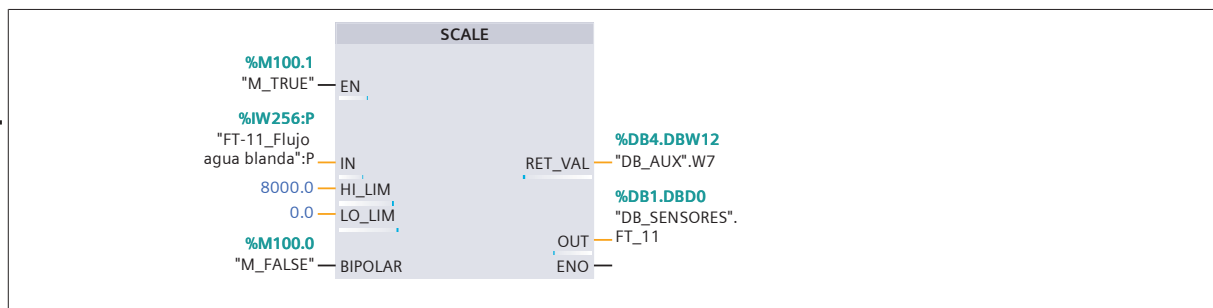 SCALE
%M100.1
"M_TRUE"
EN
%IW256:P
"FT-11_Flujo
agua blanda":P
IN
8000.0
HI_LIM
0.0
LO_LIM
%M100.0
"M_FALSE"
BIPOLAR
%DB4.DBW12
RET_VAL
"DB_AUX".W7
%DB1.DBD0
"DB_SENSORES".
OUT
FT_11
ENO